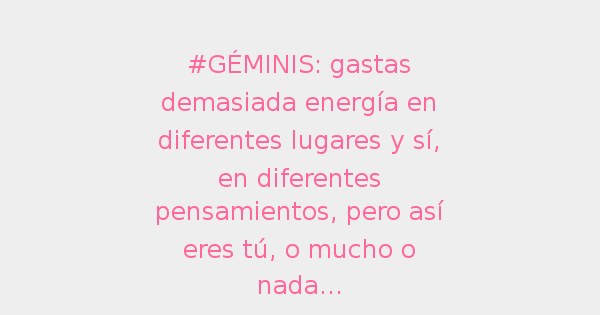 #GÉMINIS: gastas
demasiada energía en
diferentes lugares y sí,
en diferentes
pensamientos, pero así
eres tú, o mucho o
nada...